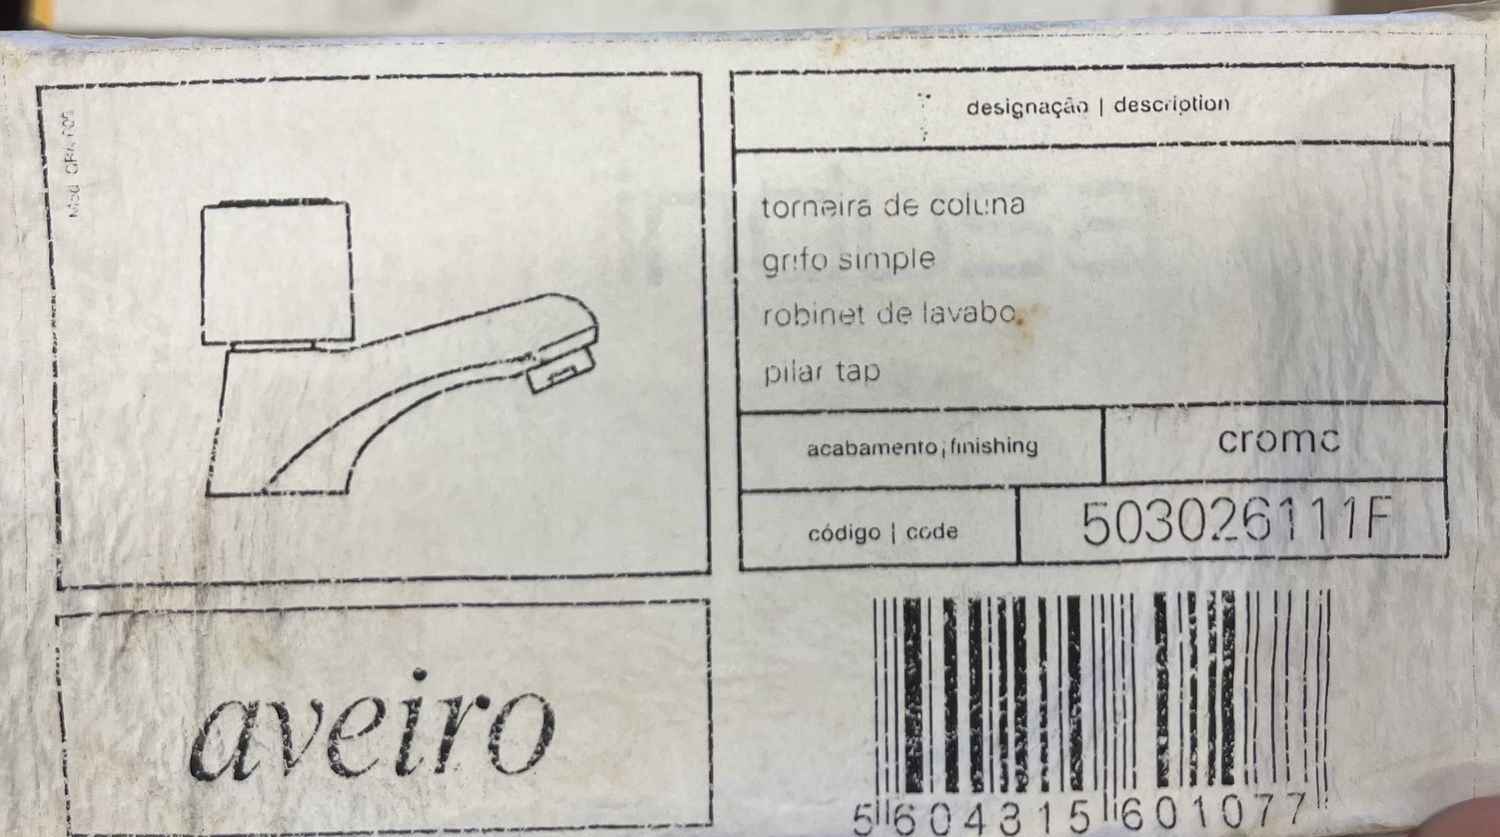 designação | description
torneira de coluna
grifo simple
robinet de lavabo
pilar tap
acabamento | finishing
cromo
código | code
503026111F
aveiro
5 604315 601077